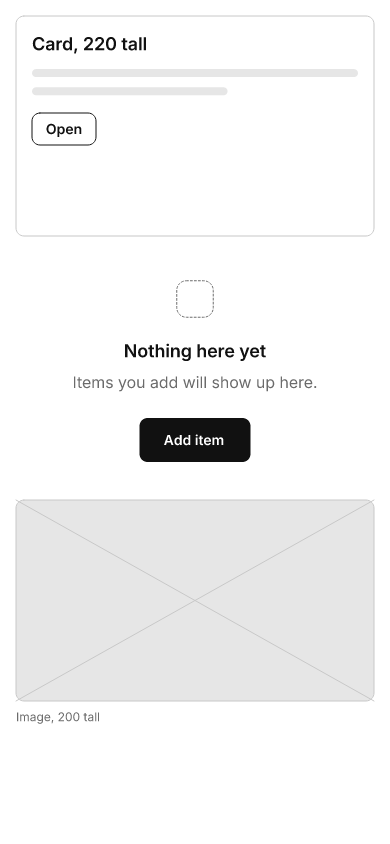 Card, 220 tall
Open
Nothing here yet
Items you add will show up here.
Add item
Image, 200 tall